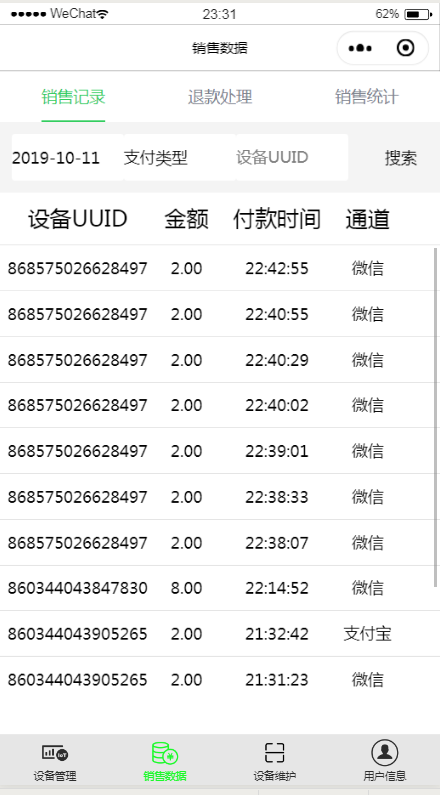 WeChat 23:31 62%
销售数据
销售记录 退款处理 销售统计
2019-10-11 支付类型 设备UUID 搜索
设备UUID 金额 付款时间 通道
868575026628497 2.00 22:42:55 微信
868575026628497 2.00 22:40:55 微信
868575026628497 2.00 22:40:29 微信
868575026628497 2.00 22:40:02 微信
868575026628497 2.00 22:39:01 微信
868575026628497 2.00 22:38:33 微信
868575026628497 2.00 22:38:07 微信
860344043847830 8.00 22:14:52 微信
860344043905265 2.00 21:32:42 支付宝
860344043905265 2.00 21:31:23 微信
设备管理 销售数据 设备维护 用户信息